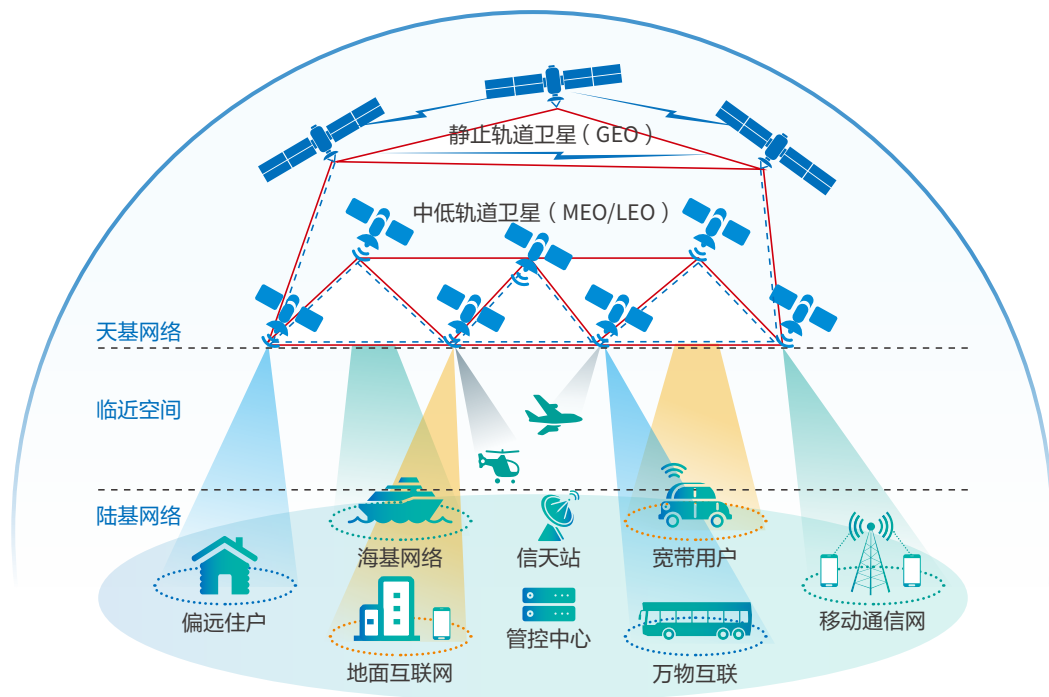 静止轨道卫星（GEO）
中低轨道卫星（MEO/LEO）
天基网络
临近空间
陆基网络
海基网络
信天站
宽带用户
偏远住户
管控中心
移动通信网
地面互联网
万物互联